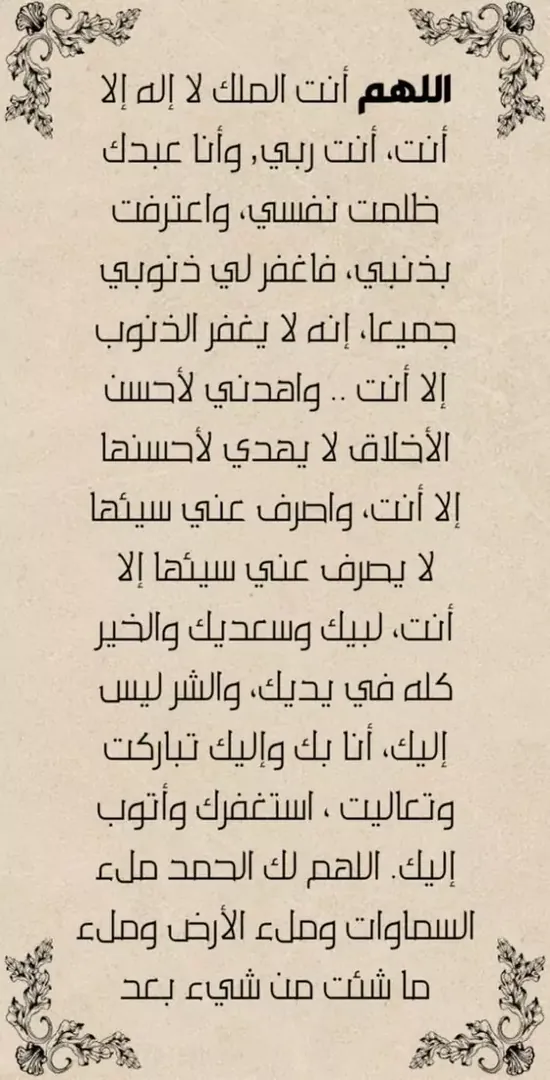 اللهم أنت الملك لا إله إلا
أنت، أنت ربي, وأنا عبدك
ظلمت نفسي، واعترفت
بذنبي، فاغفر لي ذنوبي
جميعا، إنه لا يغفر الذنوب
إلا أنت .. واهدني لأحسن
الأخلاق لا يهدي لأحسنها
إلا أنت، واصرف عني سيئها
لا يصرف عني سيئها إلا
أنت، لبيك وسعديك والخير
كله في يديك، والشر ليس
إليك، أنا بك وإليك تباركت
وتعاليت ، استغفرك وأتوب
إليك. اللهم لك الحمد ملء
السماوات وملء الأرض وملء
ما شئت من شيء بعد